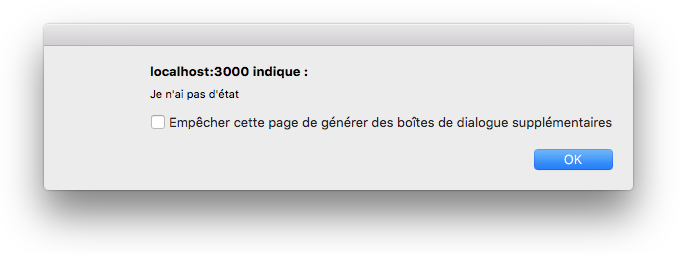 localhost:3000 indique :
Je n'ai pas d'état
Empêcher cette page de générer des boîtes de dialogue supplémentaires
OK